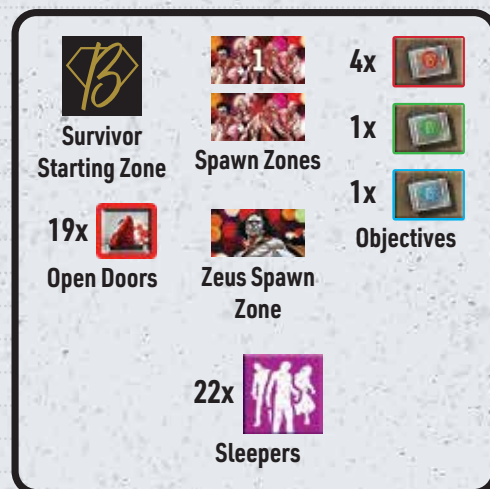 B
Survivor
Starting Zone
19x
Open Doors
1
Spawn Zones
Zeus Spawn
Zone
4x
1x
1x
Objectives
22x
Sleepers